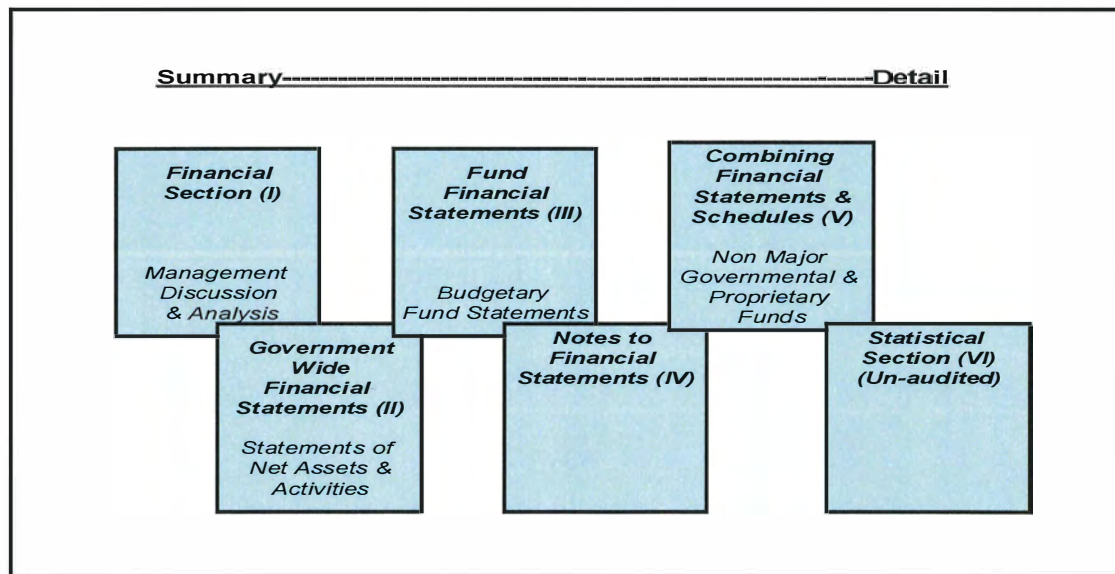 Summary-----------------------------------------------------------------------Detail
Financial
Section (I)
Management
Discussion
& Analysis
Government
Wide
Financial
Statements (II)
Statements of
Net Assets &
Activities
Fund
Financial
Statements (III)
Budgetary
Fund Statements
Notes to
Financial
Statements (IV)
Combining
Financial
Statements &
Schedules (V)
Non Major
Governmental &
Proprietary
Funds
Statistical
Section (VI)
(Un-audited)